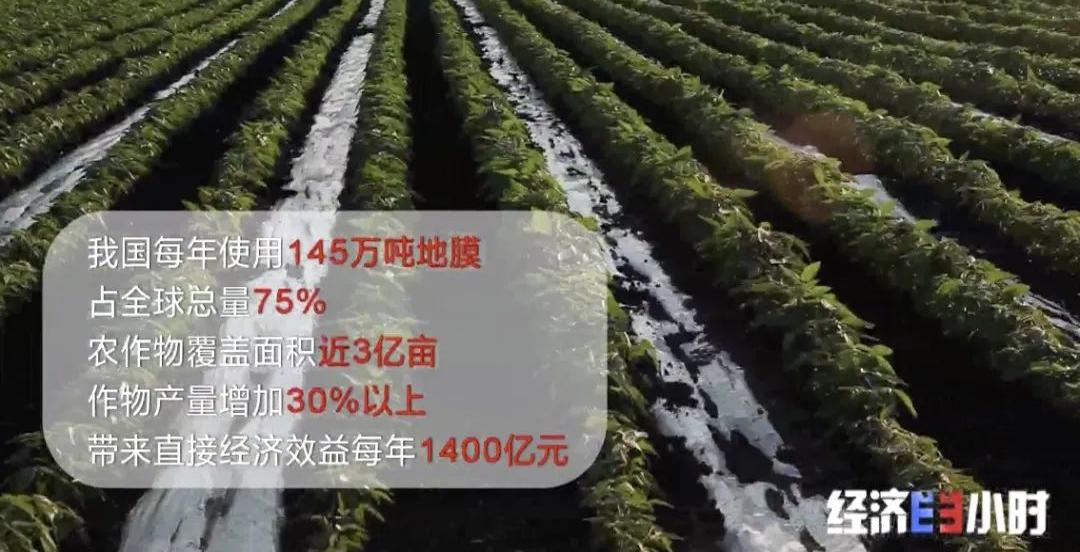 我国每年使用145万吨地膜
占全球总量75%
农作物覆盖面积近3亿亩
作物产量增加30%以上
带来直接经济效益每年1400亿元
经济半小时